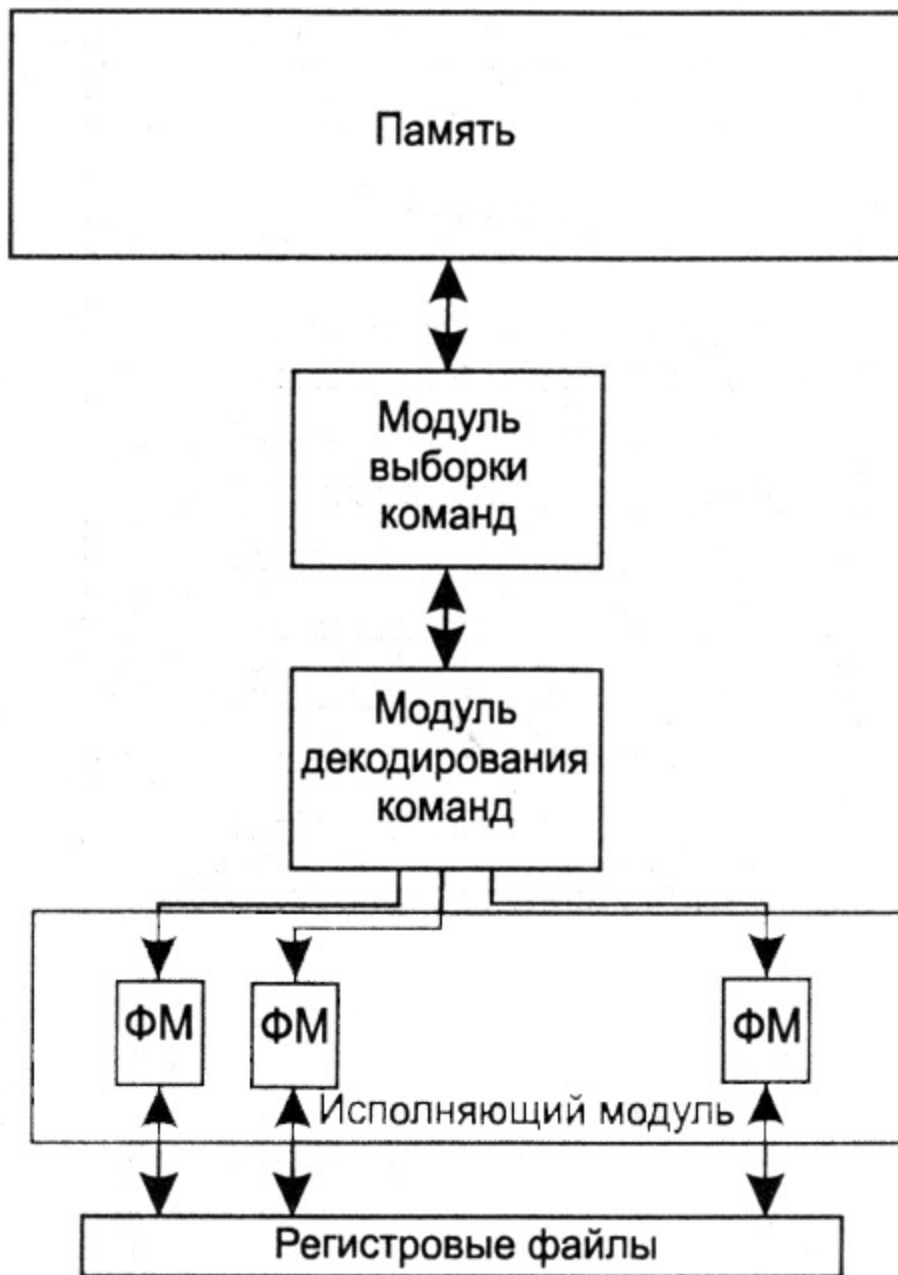 Память
Модуль
выборки
команд
Модуль
декодирования
команд
ФМ
ФМ
ФМ
Исполняющий модуль
Регистровые файлы